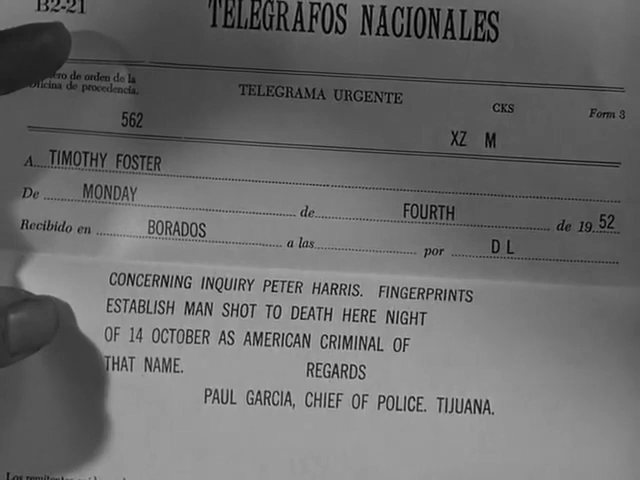 B2-21
TELEGRAFOS NACIONALES
ero de orden de la
oficina de procedencia.
TELEGRAMA URGENTE
CKS
Form 3
562
XZ M
A... TIMOTHY FOSTER
De ... MONDAY ... de ... FOURTH ... de 19.52
Recibido en ... BORADOS ... a las ... por ... D L
CONCERNING INQUIRY PETER HARRIS. FINGERPRINTS
ESTABLISH MAN SHOT TO DEATH HERE NIGHT
OF 14 OCTOBER AS AMERICAN CRIMINAL OF
THAT NAME. REGARDS
PAUL GARCIA, CHIEF OF POLICE. TIJUANA.